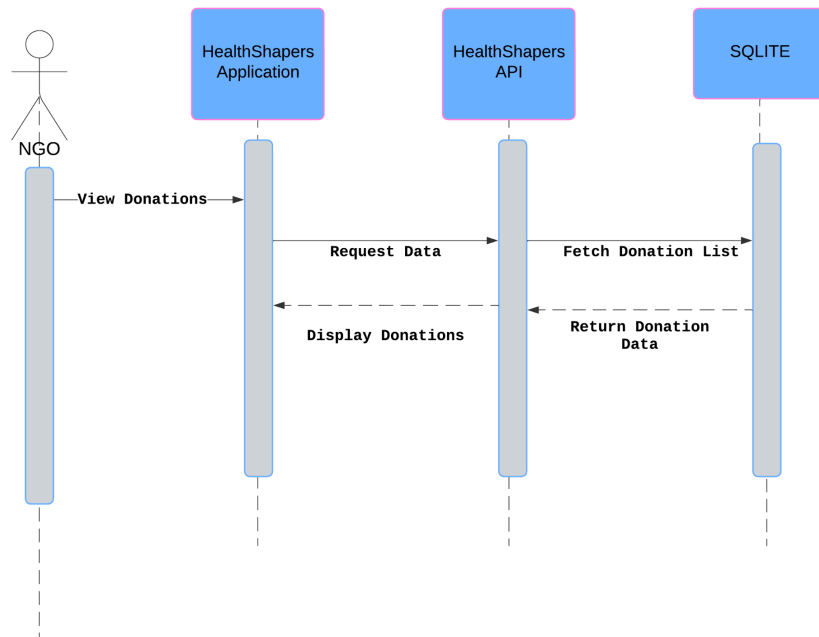 HealthShapers
Application
HealthShapers
API
SQLITE
NGO
View Donations
Request Data
Fetch Donation List
Display Donations
Return Donation
Data